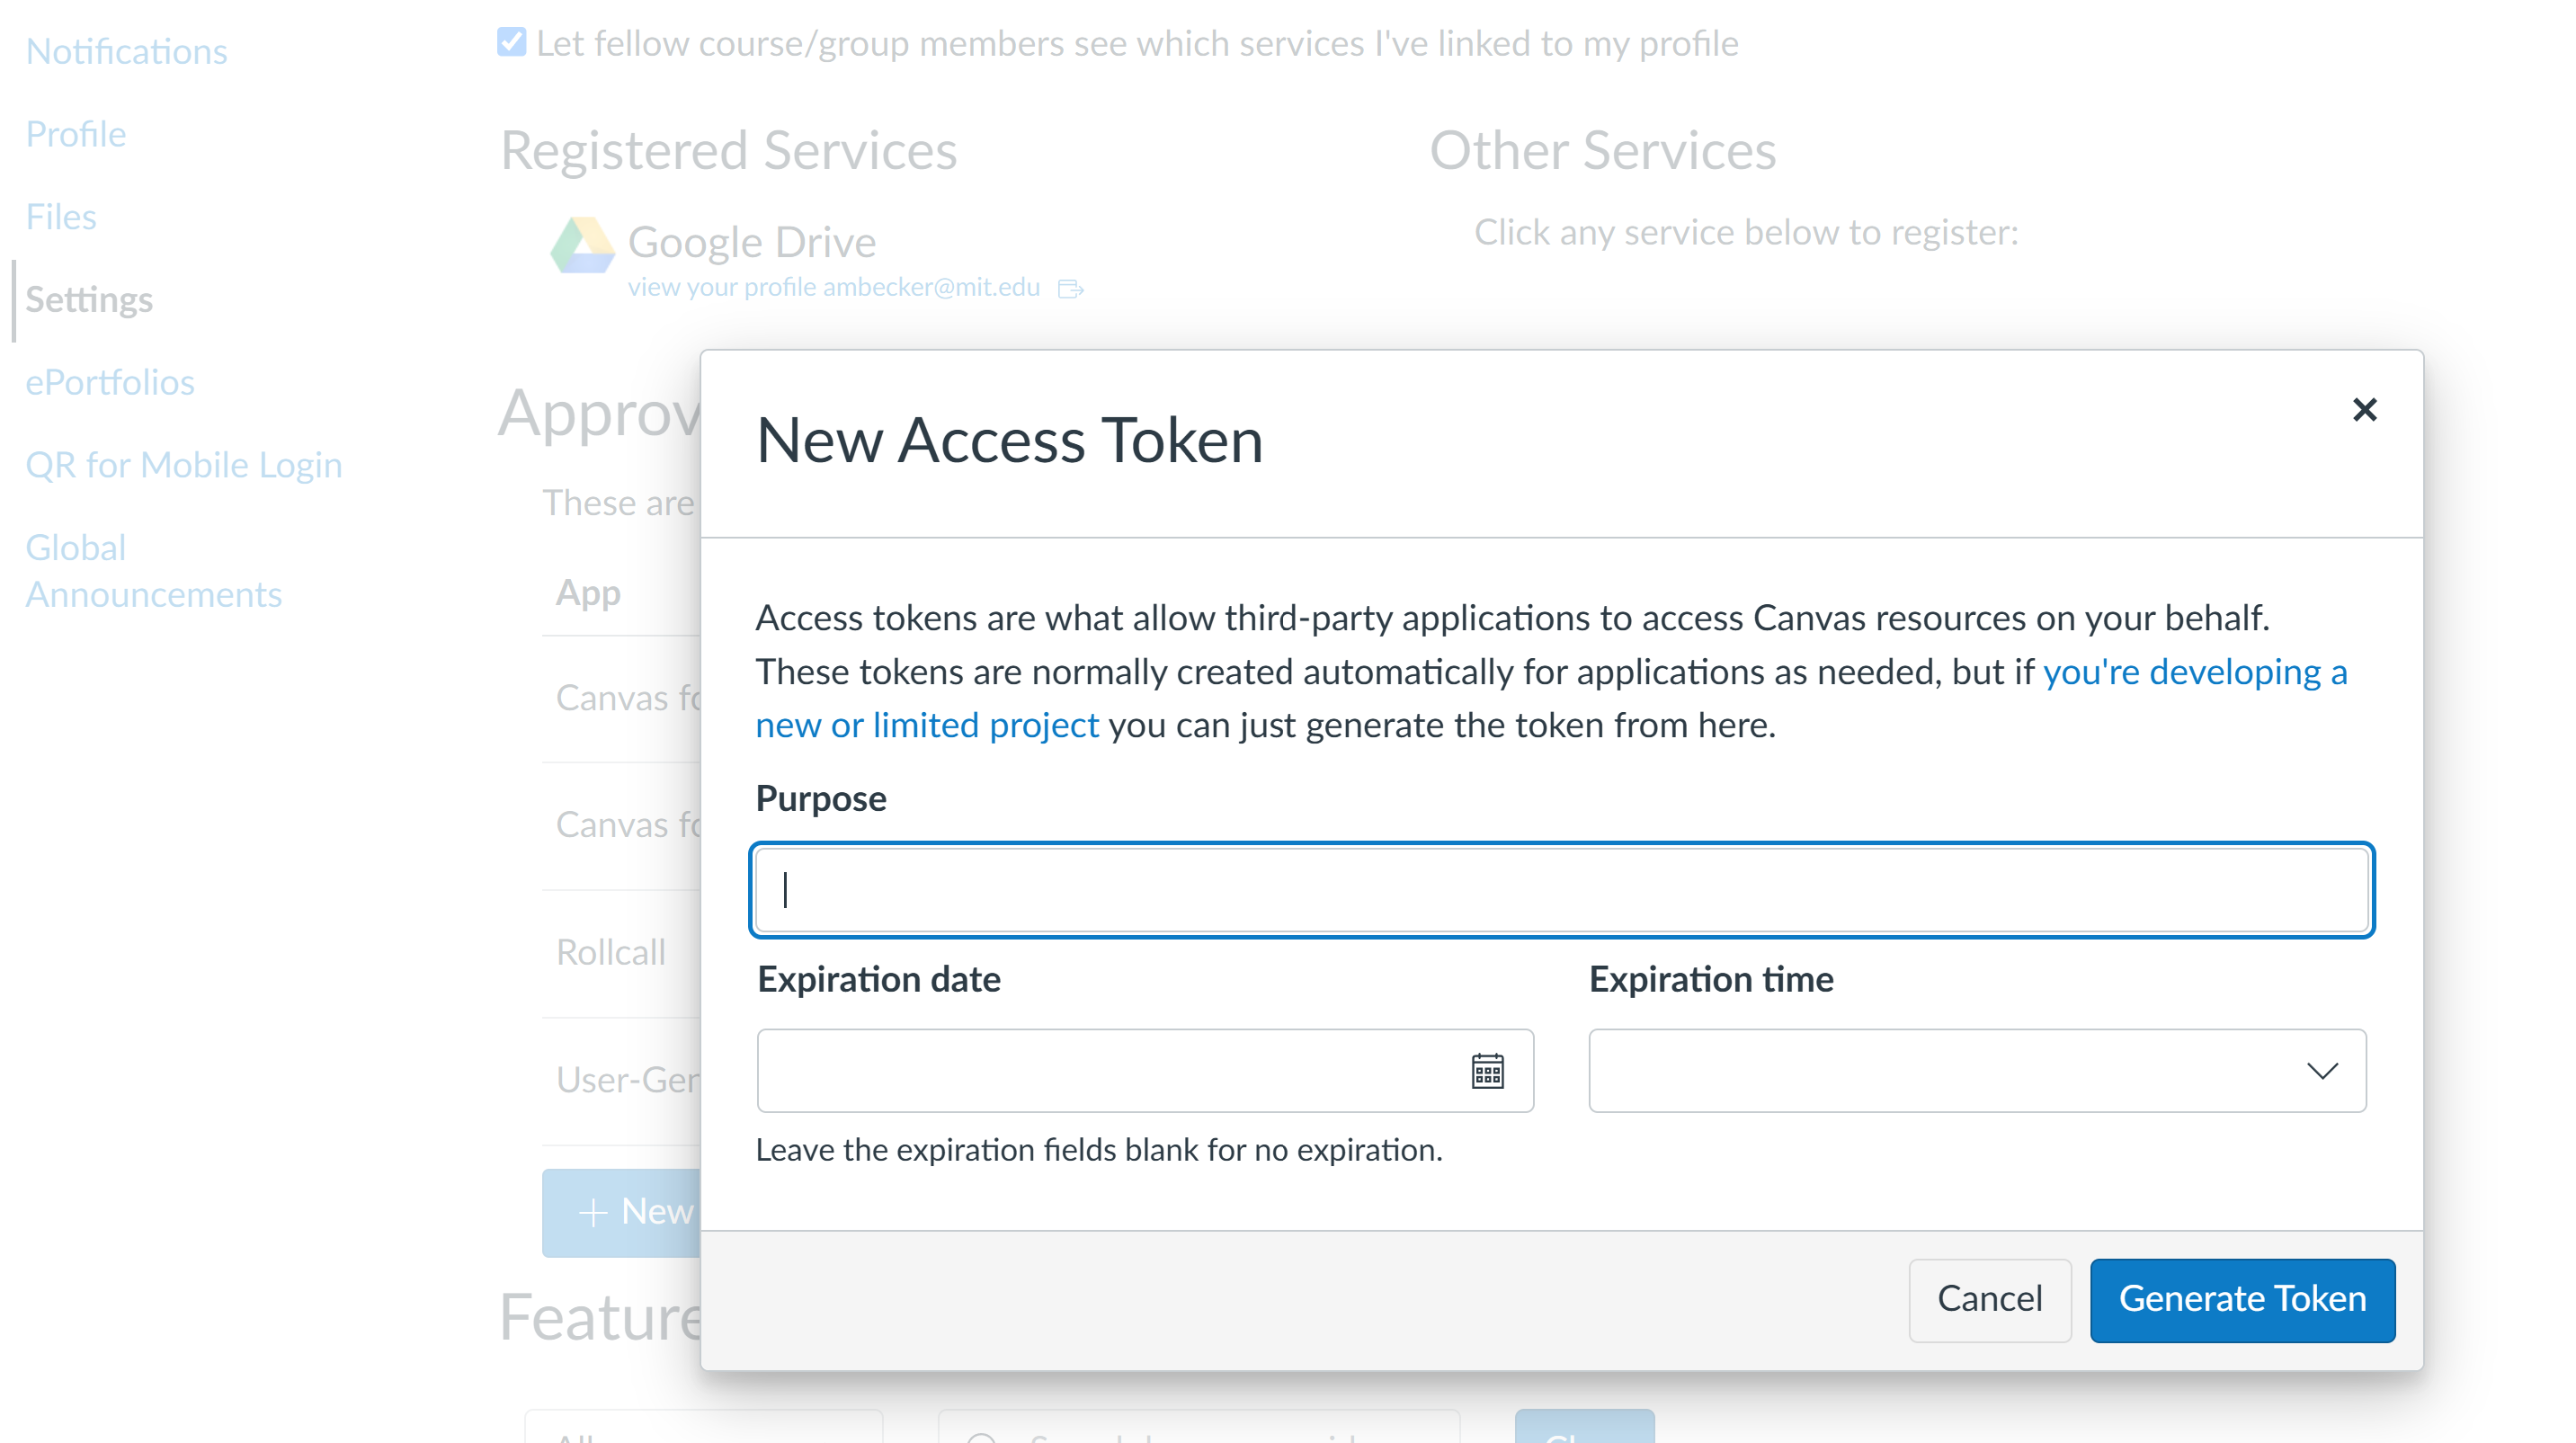 Notifications
Profile
Files
Settings
ePortfolios
QR for Mobile Login
Global
Announcements
Let fellow course/group members see which services I've linked to my profile
Registered Services
Google Drive
view your profile ambecker@mit.edu
Other Services
Click any service below to register:
These are
App
Canvas
Canvas
Rollcall
+ New
New Access Token
Access tokens are what allow third-party applications to access Canvas resources on your behalf.
These tokens are normally created automatically for applications as needed, but if you're developing a
new or limited project you can just generate the token from here.
Purpose
Expiration date
Expiration time
Leave the expiration fields blank for no expiration.
Cancel
Generate Token